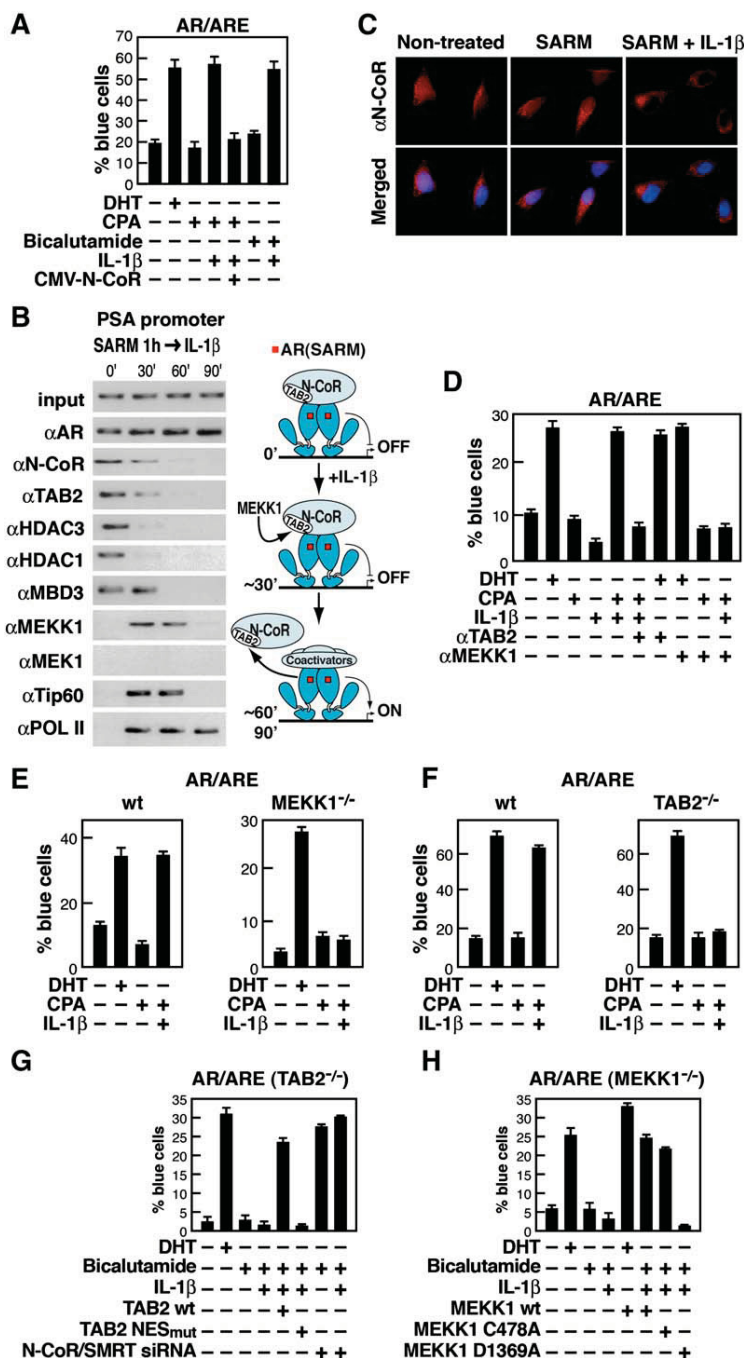 A
AR/ARE
% blue cells
70
60
50
40
30
20
10
0
DHT – + – – – – –
CPA – – + + + – –
Bicalutamide – – – – – + +
IL-1β – – – + + – +
CMV-N-CoR – – – – + – –
C
Non-treated SARM SARM + IL-1β
αN-CoR
Merged
B
PSA promoter
SARM 1h → IL-1β
0' 30' 60' 90'
input
αAR
αN-CoR
αTAB2
αHDAC3
αHDAC1
αMBD3
αMEKK1
αMEK1
αTip60
αPOL II
AR(SARM)
N-CoR
TAB2
0'
OFF
+IL-1β
MEKK1
N-CoR
TAB2
~30'
OFF
N-CoR
TAB2
Coactivators
~60'
90'
ON
D
AR/ARE
% blue cells
30
20
10
0
DHT – + – – – – + + – –
CPA – – + – + + – – + +
IL-1β – – – + + + – – – +
αTAB2 – – – – – + + – – –
αMEKK1 – – – – – – – + + +
E
AR/ARE
wt
% blue cells
40
20
0
DHT – + – –
CPA – – + +
IL-1β – – – +
MEKK1-/-
30
20
10
0
– + – –
– – + +
– – – +
F
AR/ARE
wt
% blue cells
60
40
20
0
DHT – + – –
CPA – – + +
IL-1β – – – +
TAB2-/-
60
40
20
0
– + – –
– – + +
– – – +
G
AR/ARE (TAB2-/-)
% blue cells
35
30
25
20
15
10
5
0
DHT – + – – – – – –
Bicalutamide – – + + + + + +
IL-1β – – – + + + – +
TAB2 wt – – – – + – – –
TAB2 NESmut – – – – – + – –
N-CoR/SMRT siRNA – – – – – – + +
H
AR/ARE (MEKK1-/-)
% blue cells
35
30
25
20
15
10
5
0
DHT – + – – + – – –
Bicalutamide – – + + – + + +
IL-1β – – – + – + + +
MEKK1 wt – – – – + + – –
MEKK1 C478A – – – – – – + –
MEKK1 D1369A – – – – – – – +